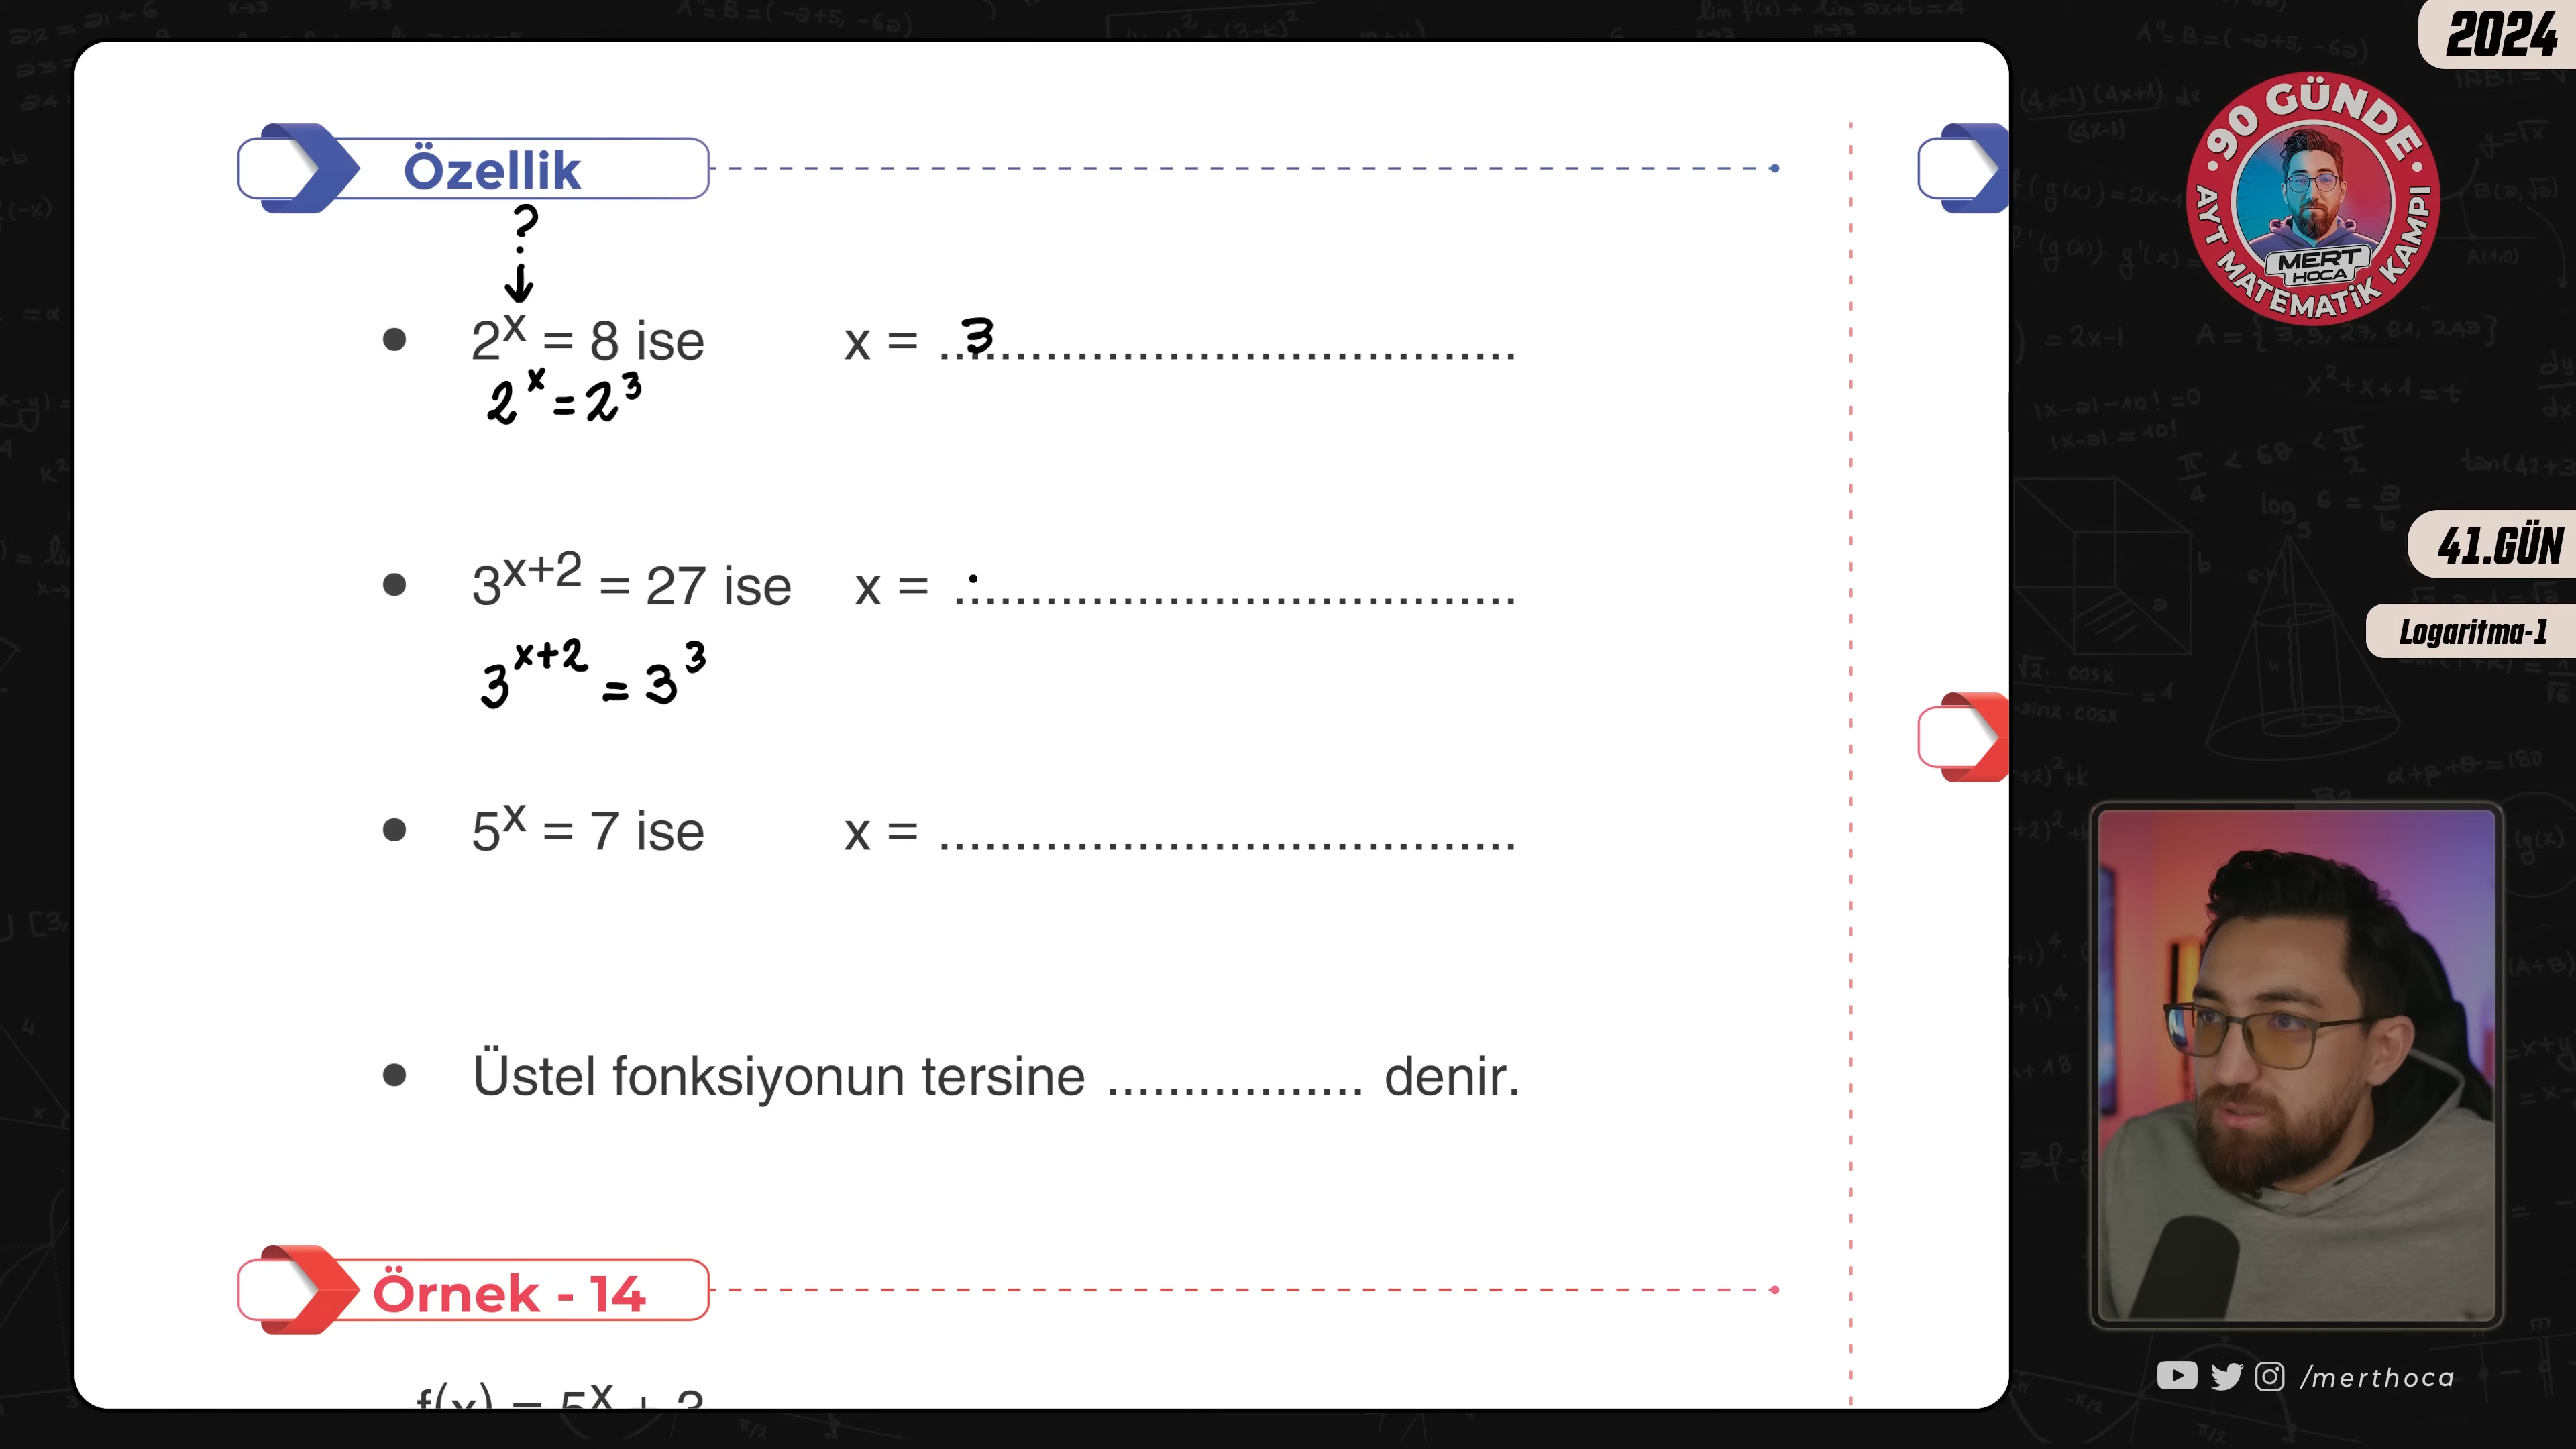 2024
90 GÜNDE
AYT MATEMATİK KAMPI
MERT
HOCA
Özellik
?
2^x = 8 ise x = 3......................................
2^x = 2^3
3^(x+2) = 27 ise x = .....................................
3^(x+2) = 3^3
5^x = 7 ise x = ......................................
Üstel fonksiyonun tersine ................. denir.
Örnek - 14
f(x) = 5^x + 3
41.GÜN
Logaritma-1
/merthoca